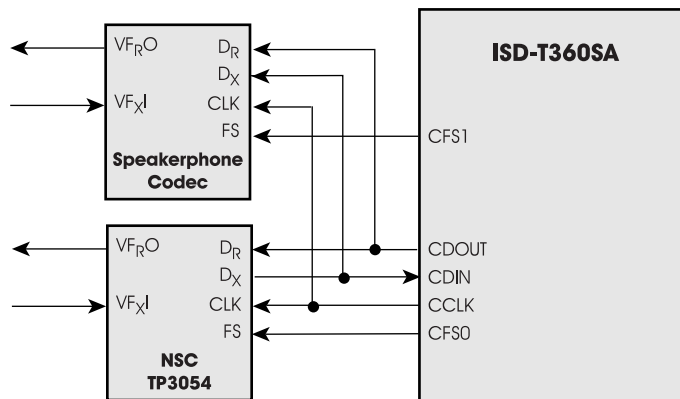 ISD-T360SA
VFRO DR
DX
VFXI CLK
FS
CFS1
Speakerphone
Codec
VFRO DR
CDOUT
DX
CDIN
VFXI CLK
CCLK
FS
CFS0
NSC
TP3054